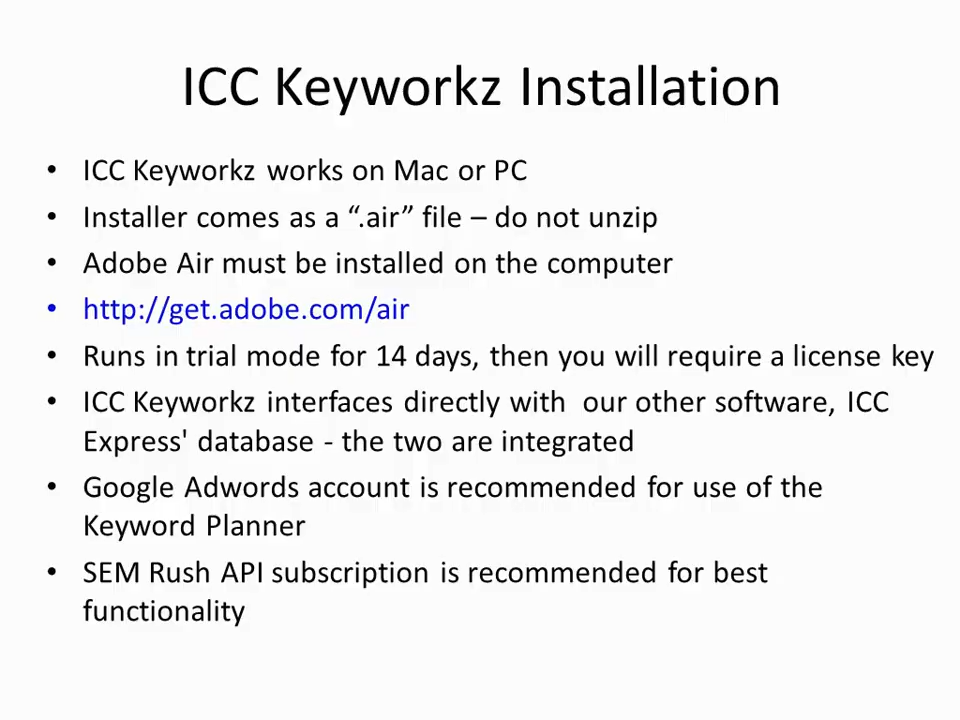 ICC Keyworkz Installation
• ICC Keyworkz works on Mac or PC
• Installer comes as a “.air” file – do not unzip
• Adobe Air must be installed on the computer
• http://get.adobe.com/air
• Runs in trial mode for 14 days, then you will require a license key
• ICC Keyworkz interfaces directly with  our other software, ICC
Express' database - the two are integrated
• Google Adwords account is recommended for use of the
Keyword Planner
• SEM Rush API subscription is recommended for best
functionality